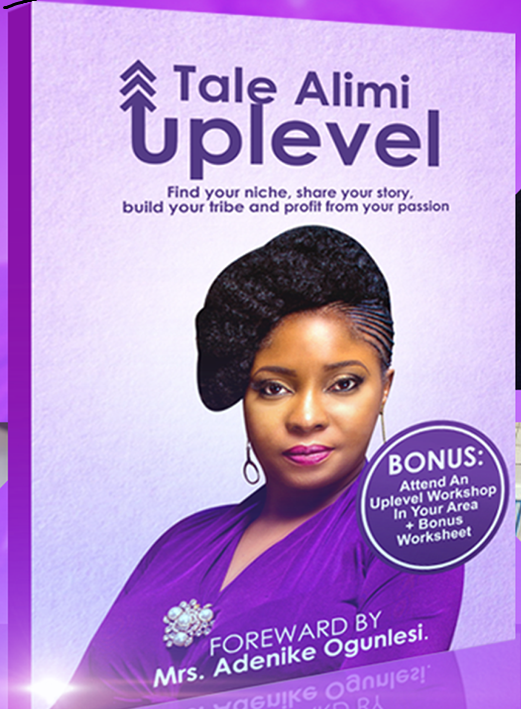 Tale Alimi
uplevel
Find your niche, share your story,
build your tribe and profit from your passion
BONUS:
Attend An
Uplevel Workshop
In Your Area
+ Bonus
Worksheet
FOREWARD BY
Mrs. Adenike Ogunlesi.